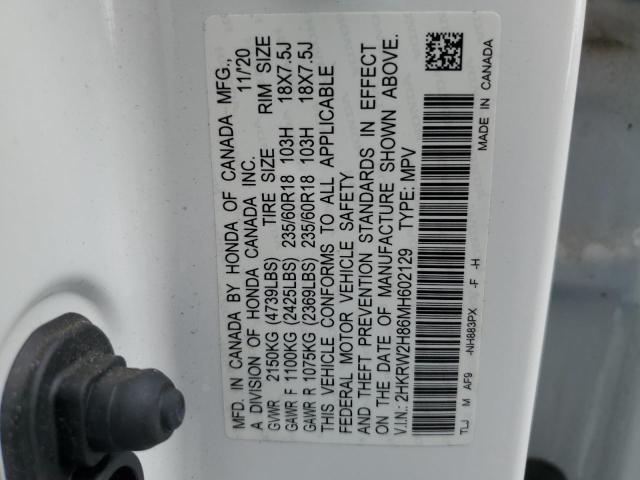 MFD. IN CANADA BY HONDA OF CANADA MFG.,
A DIVISION OF HONDA CANADA INC. 11/20
GVWR 2150KG (4739LBS) TIRE SIZE RIM SIZE
GAWR F 1100KG (2425LBS) 235/60R18 103H 18X7.5J
GAWR R 1075KG (2369LBS) 235/60R18 103H 18X7.5J
THIS VEHICLE CONFORMS TO ALL APPLICABLE
FEDERAL MOTOR VEHICLE SAFETY
AND THEFT PREVENTION STANDARDS IN EFFECT
ON THE DATE OF MANUFACTURE SHOWN ABOVE.
V.I.N.: 2HKRW2H86MH602129 TYPE: MPV
TLJ M AF9 -NH883PX -F -H MADE IN CANADA